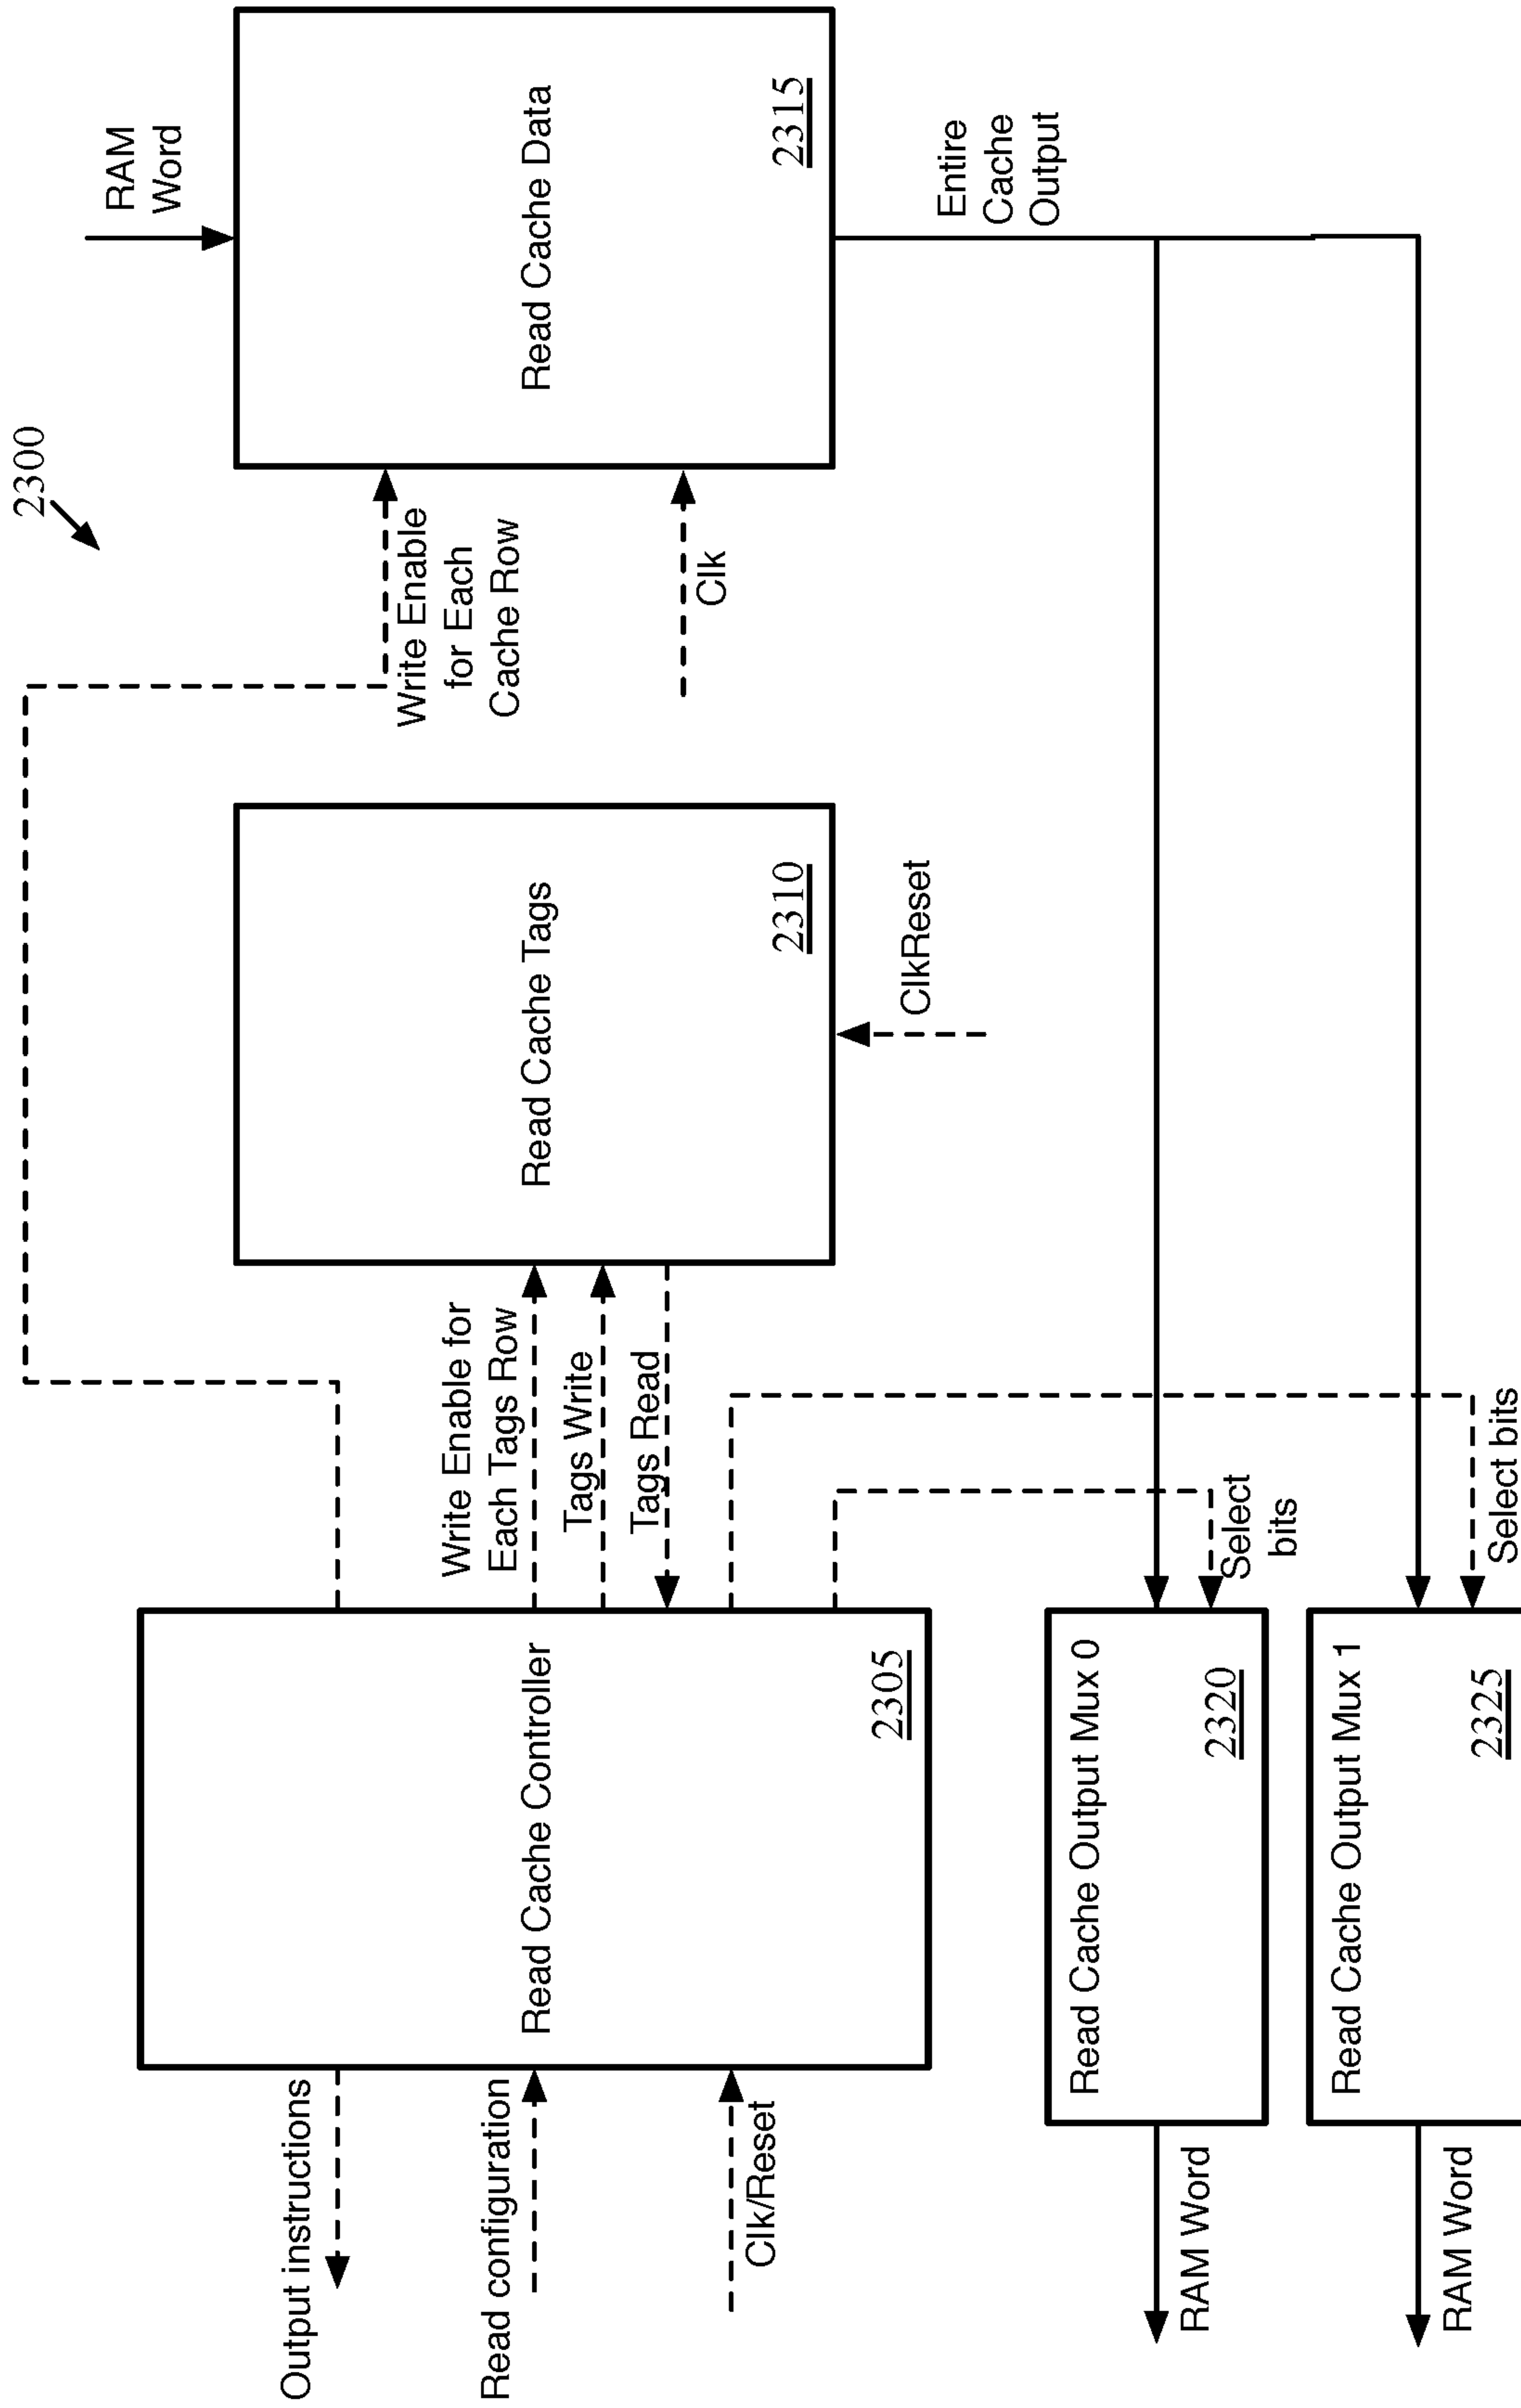 2300
Output instructions
Read configuration
Clk/Reset
Read Cache Controller
2305
Write Enable for
Each Tags Row
Tags Write
Tags Read
Read Cache Tags
2310
ClkReset
Write Enable
for Each
Cache Row
Clk
RAM
Word
Read Cache Data
2315
Entire
Cache
Output
Select
bits
Read Cache Output Mux 0
2320
RAM Word
Select bits
Read Cache Output Mux 1
2325
RAM Word